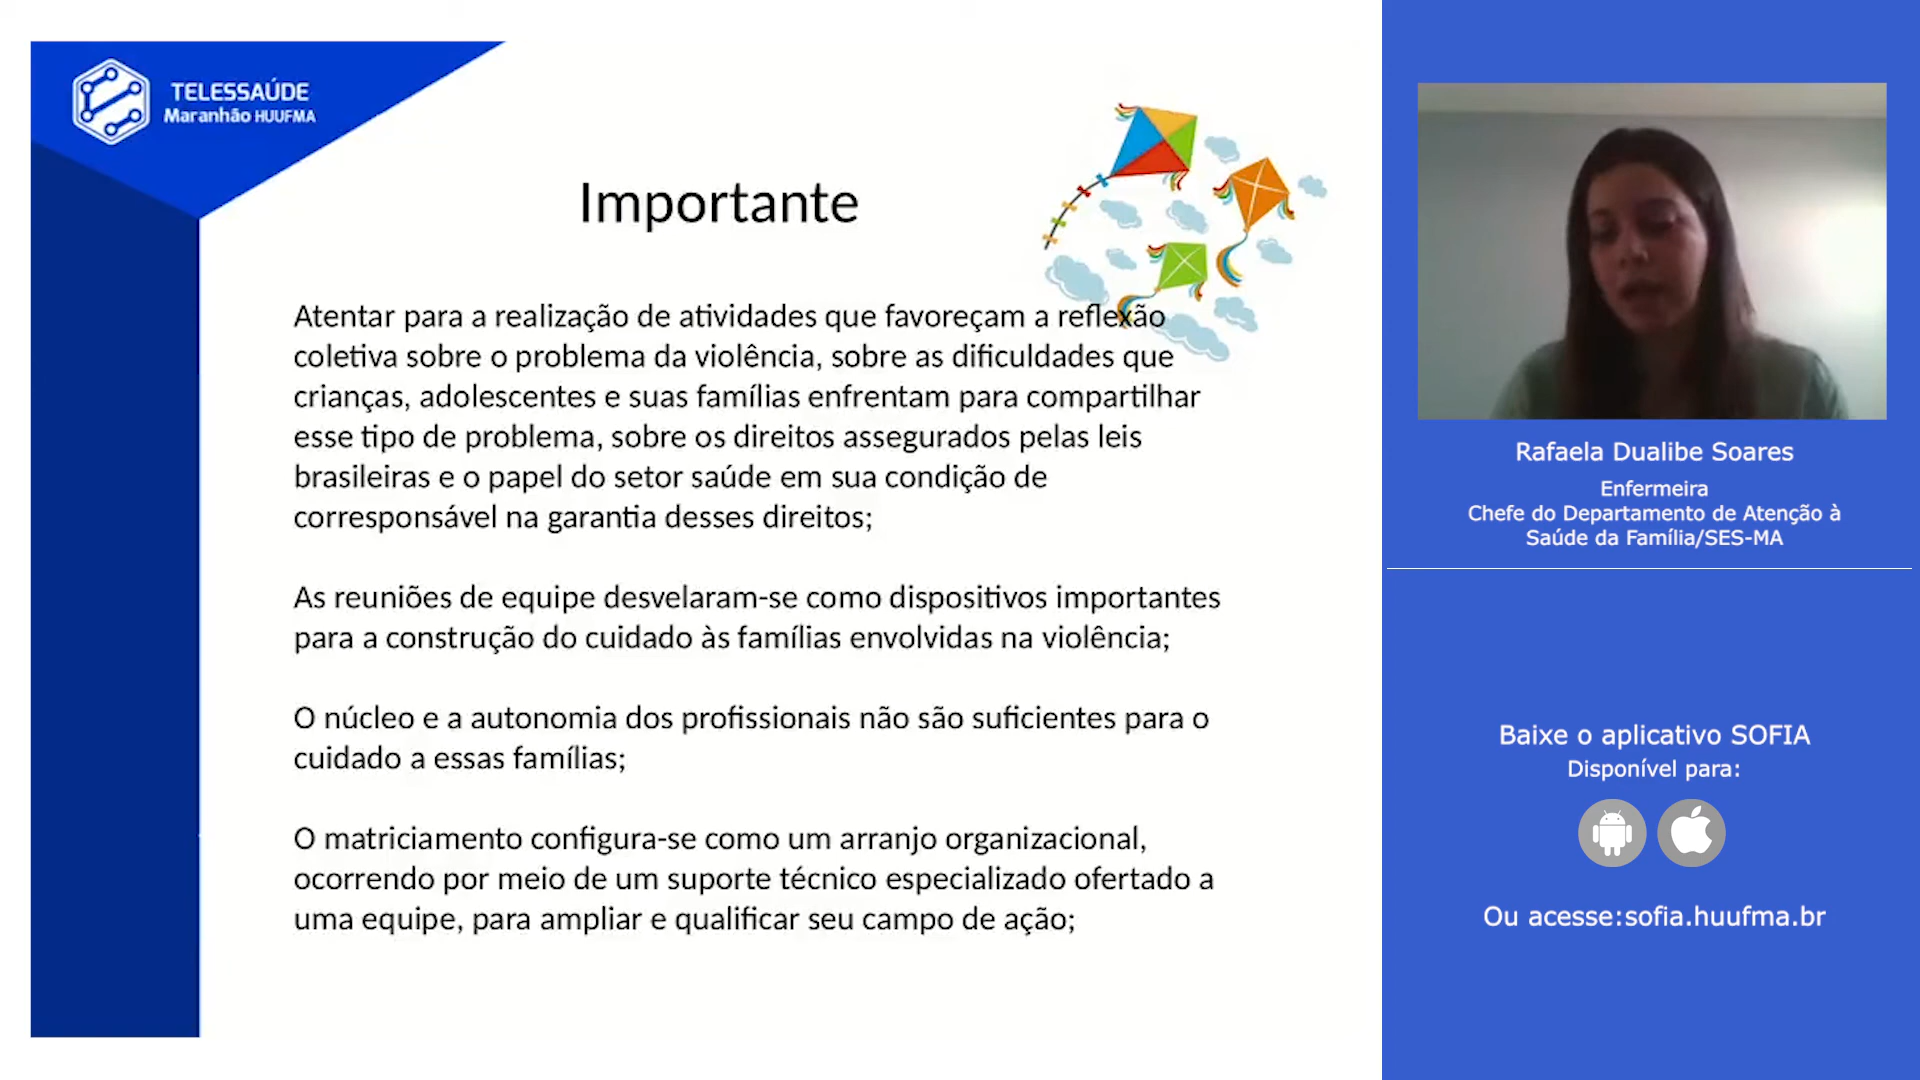 TELESSAÚDE
Maranhão HUUFMA
Importante
Atentar para a realização de atividades que favoreçam a reflexão
coletiva sobre o problema da violência, sobre as dificuldades que
crianças, adolescentes e suas famílias enfrentam para compartilhar
esse tipo de problema, sobre os direitos assegurados pelas leis
brasileiras e o papel do setor saúde em sua condição de
corresponsável na garantia desses direitos;
As reuniões de equipe desvelaram-se como dispositivos importantes
para a construção do cuidado às famílias envolvidas na violência;
O núcleo e a autonomia dos profissionais não são suficientes para o
cuidado a essas famílias;
O matriciamento configura-se como um arranjo organizacional,
ocorrendo por meio de um suporte técnico especializado ofertado a
uma equipe, para ampliar e qualificar seu campo de ação;
Rafaela Dualibe Soares
Enfermeira
Chefe do Departamento de Atenção à
Saúde da Família/SES-MA
Baixe o aplicativo SOFIA
Disponível para:
Ou acesse:sofia.huufma.br